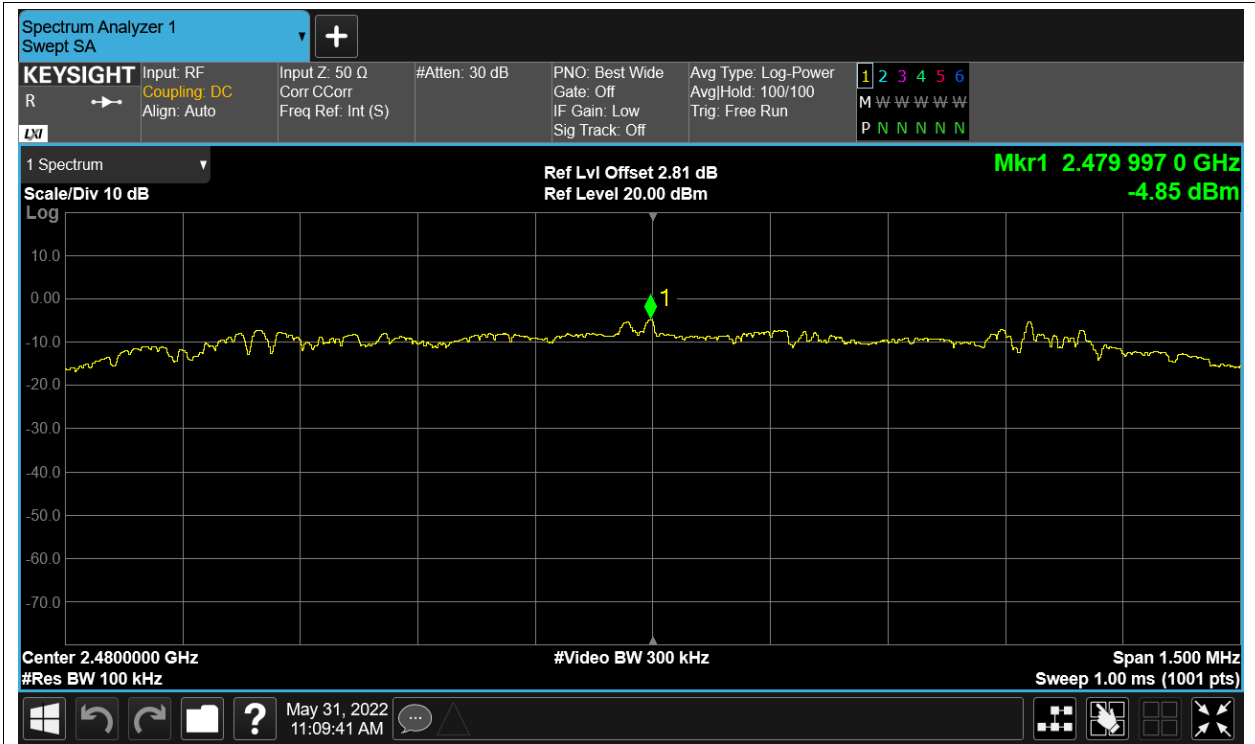 Spectrum Analyzer 1
Swept SA
KEYSIGHT
R
LXI
Input: RF
Coupling: DC
Align: Auto
Input Z: 50 Ω
Corr CCorr
Freq Ref: Int (S)
#Atten: 30 dB
PNO: Best Wide
Gate: Off
IF Gain: Low
Sig Track: Off
Avg Type: Log-Power
Avg|Hold: 100/100
Trig: Free Run
1 2 3 4 5 6
M W W W W W
P N N N N N
1 Spectrum
Scale/Div 10 dB
Log
Ref Lvl Offset 2.81 dB
Ref Level 20.00 dBm
Mkr1 2.479 997 0 GHz
-4.85 dBm
10.0
0.00
1
-10.0
-20.0
-30.0
-40.0
-50.0
-60.0
-70.0
Center 2.4800000 GHz
#Res BW 100 kHz
#Video BW 300 kHz
Span 1.500 MHz
Sweep 1.00 ms (1001 pts)
?
May 31, 2022
11:09:41 AM